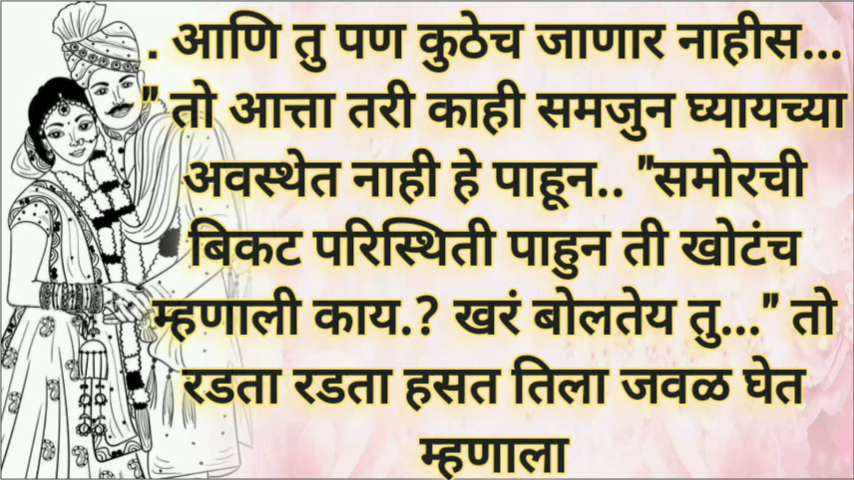 . आणि तु पण कुठेच जाणार नाहीस...
" तो आत्ता तरी काही समजुन घ्यायच्या
अवस्थेत नाही हे पाहून.. "समोरची
बिकट परिस्थिती पाहुन ती खोटंच
म्हणाली काय.? खरं बोलतेय तु..." तो
रडता रडता हसत तिला जवळ घेत
म्हणाला